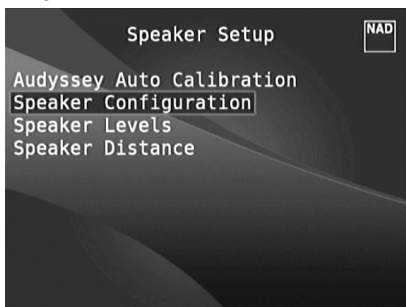 Speaker Setup
NAD
Audyssey Auto Calibration
Speaker Configuration
Speaker Levels
Speaker Distance